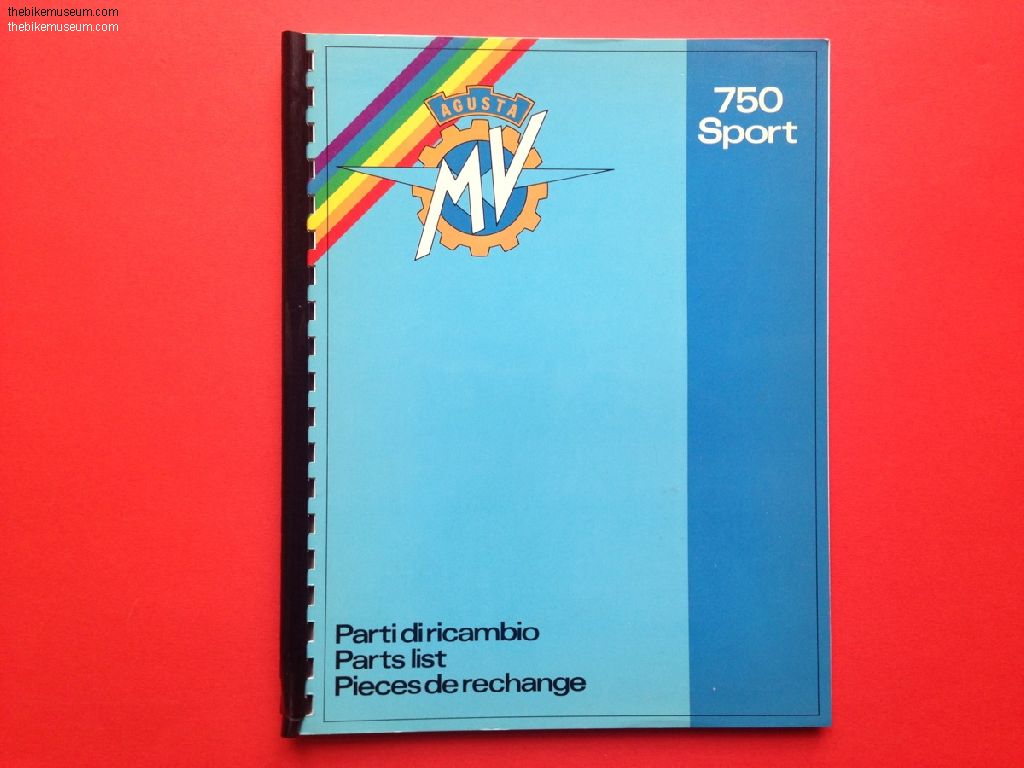 thebikemuseum.com
thebikemuseum.com
750
Sport
AGUSTA
MV
Parti di ricambio
Parts list
Pieces de rechange